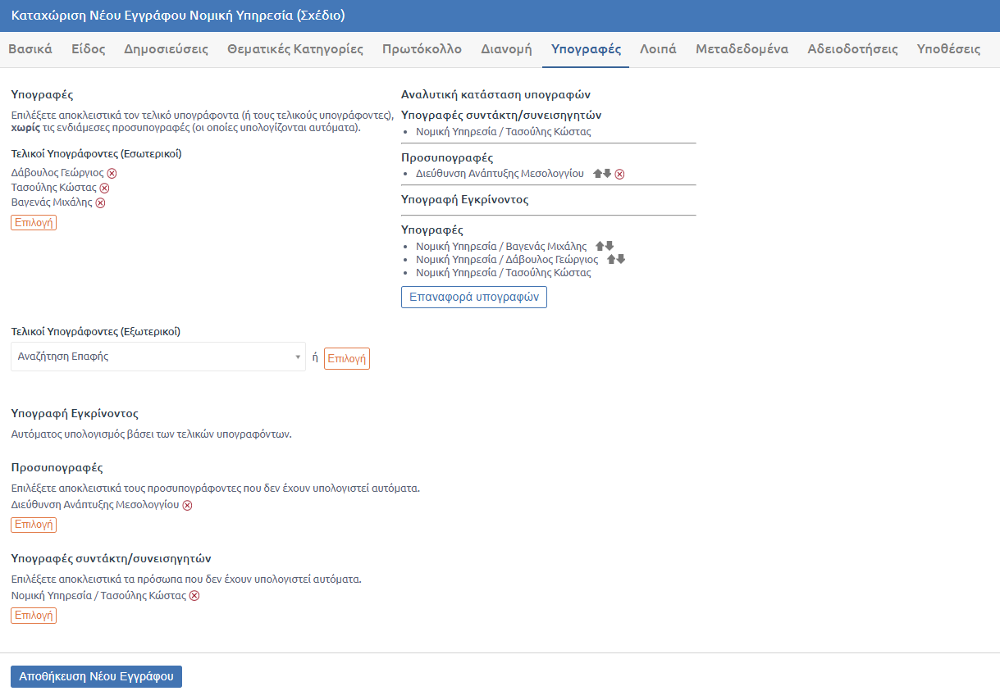 Καταχώριση Νέου Εγγράφου Νομική Υπηρεσία (Σχέδιο)
Βασικά Είδος Δημοσιεύσεις Θεματικές Κατηγορίες Πρωτόκολλο Διανομή Υπογραφές Λοιπά Μεταδεδομένα Αδειοδοτήσεις Υποθέσεις
Υπογραφές
Επιλέξετε αποκλειστικά τον τελικό υπογράφοντα (ή τους τελικούς υπογράφοντες),
χωρίς τις ενδιάμεσες προσυπογραφές (οι οποίες υπολογίζονται αυτόματα).
Τελικοί Υπογράφοντες (Εσωτερικοί)
Δάβουλος Γεώργιος
Τασούλης Κώστας
Βαγενάς Μιχάλης
Επιλογή
Αναλυτική κατάσταση υπογραφών
Υπογραφές συντάκτη/συνεισηγητών
• Νομική Υπηρεσία / Τασούλης Κώστας
Προσυπογραφές
• Διεύθυνση Ανάπτυξης Μεσολογγίου
Υπογραφή Εγκρίνοντος
Υπογραφές
• Νομική Υπηρεσία / Βαγενάς Μιχάλης
• Νομική Υπηρεσία / Δάβουλος Γεώργιος
• Νομική Υπηρεσία / Τασούλης Κώστας
Επαναφορά υπογραφών
Τελικοί Υπογράφοντες (Εξωτερικοί)
Αναζήτηση Επαφής ή Επιλογή
Υπογραφή Εγκρίνοντος
Αυτόματος υπολογισμός βάσει των τελικών υπογραφόντων.
Προσυπογραφές
Επιλέξετε αποκλειστικά τους προσυπογράφοντες που δεν έχουν υπολογιστεί αυτόματα.
Διεύθυνση Ανάπτυξης Μεσολογγίου
Επιλογή
Υπογραφές συντάκτη/συνεισηγητών
Επιλέξετε αποκλειστικά τα πρόσωπα που δεν έχουν υπολογιστεί αυτόματα.
Νομική Υπηρεσία / Τασούλης Κώστας
Επιλογή
Αποθήκευση Νέου Εγγράφου